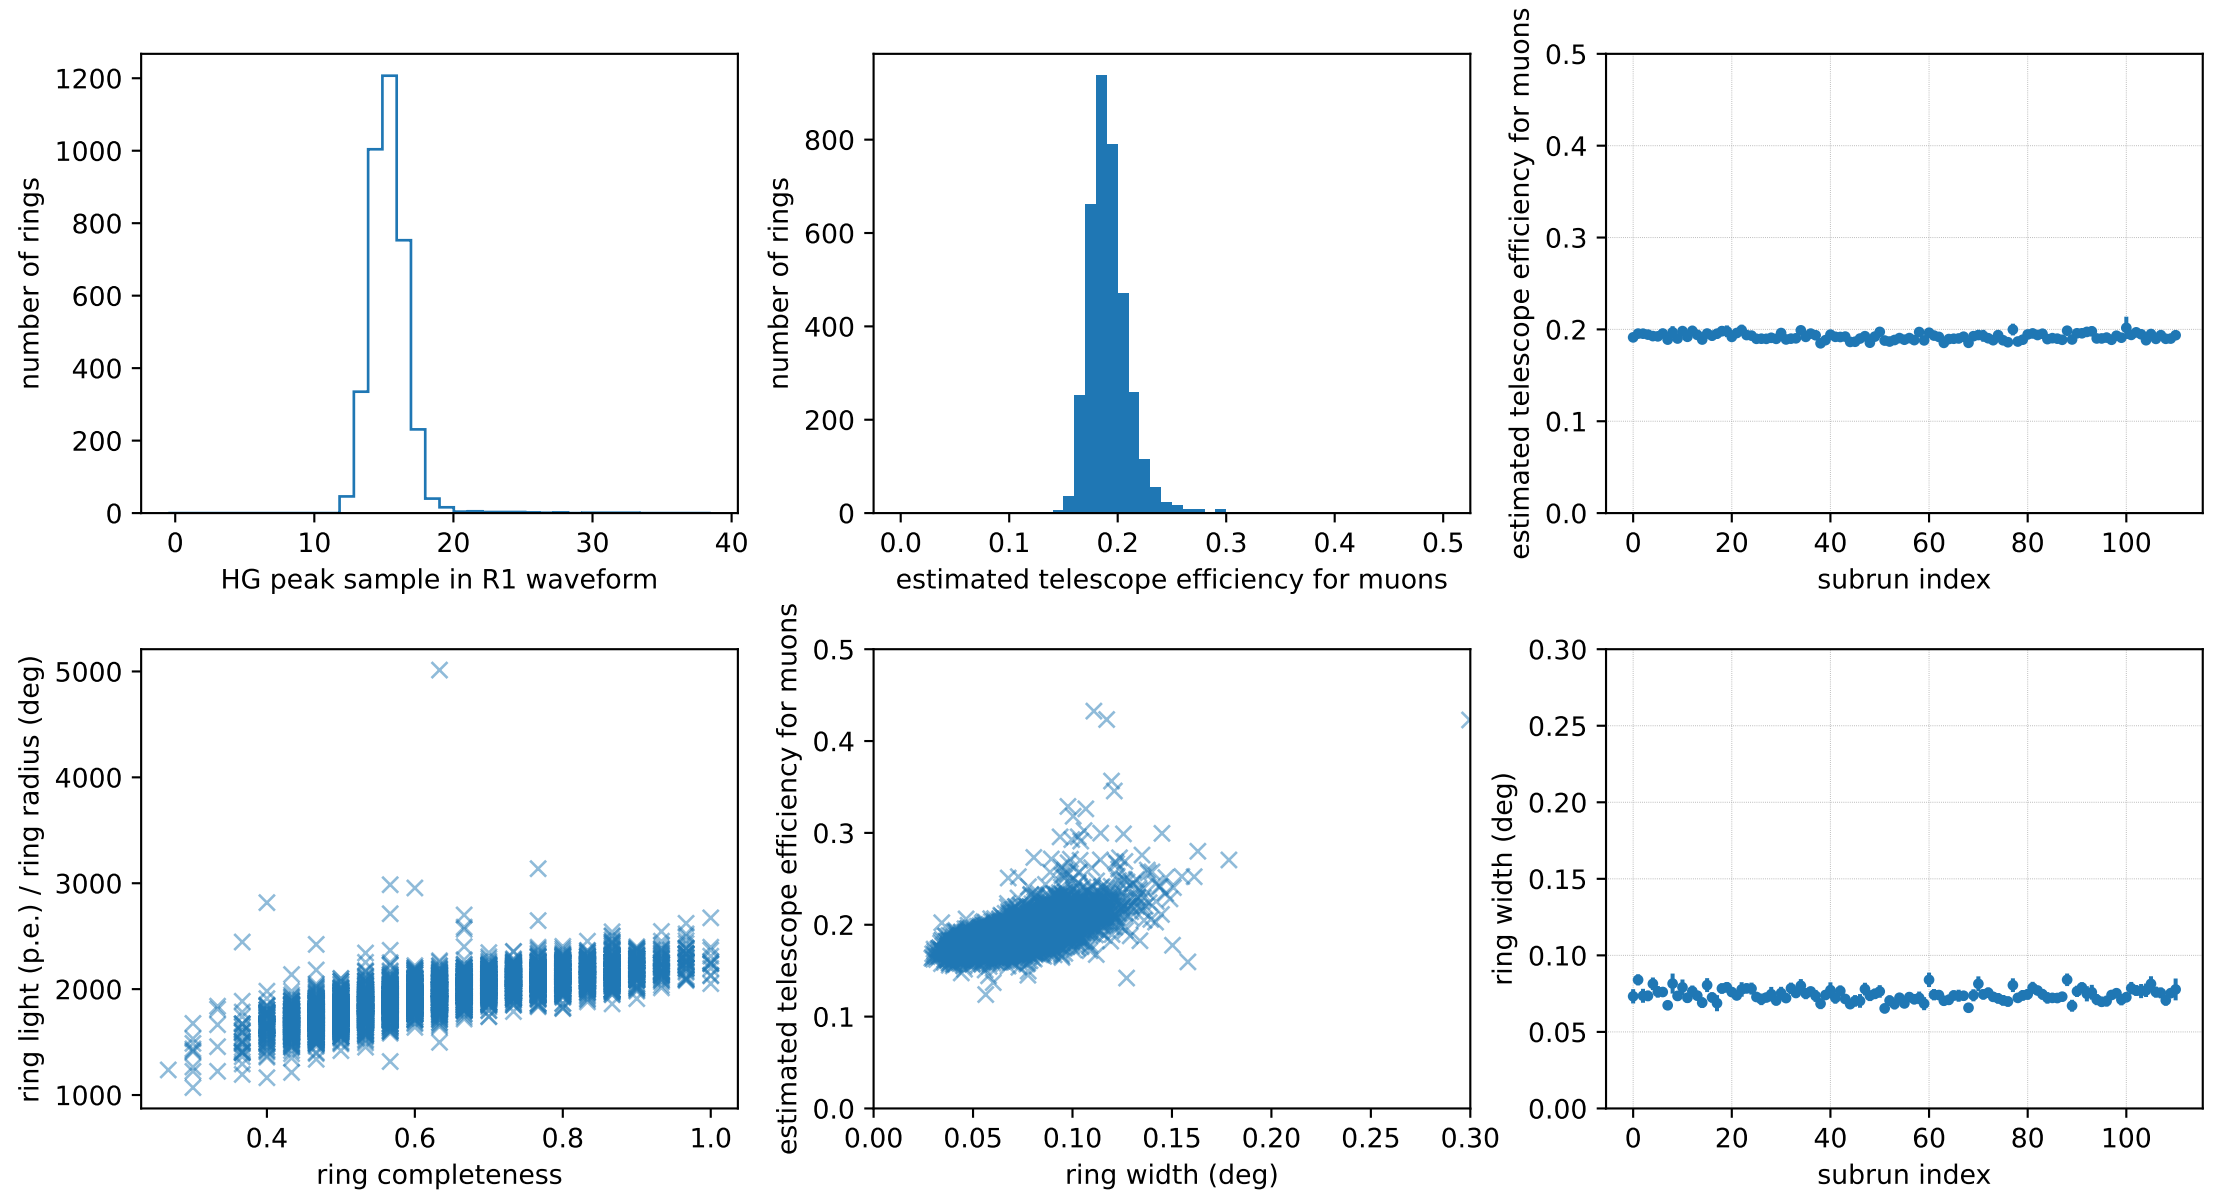 1200
1000
800
600
400
200
0
number of rings
0 10 20 30 40
HG peak sample in R1 waveform
800
600
400
200
0
number of rings
0.0 0.1 0.2 0.3 0.4 0.5
estimated telescope efficiency for muons
0.5
0.4
0.3
0.2
0.1
0.0
estimated telescope efficiency for muons
0 20 40 60 80 100
subrun index
5000
4000
3000
2000
1000
ring light (p.e.) / ring radius (deg)
0.4 0.6 0.8 1.0
ring completeness
0.5
0.4
0.3
0.2
0.1
0.0
estimated telescope efficiency for muons
0.00 0.05 0.10 0.15 0.20 0.25 0.30
ring width (deg)
0.30
0.25
0.20
0.15
0.10
0.05
0.00
ring width (deg)
0 20 40 60 80 100
subrun index